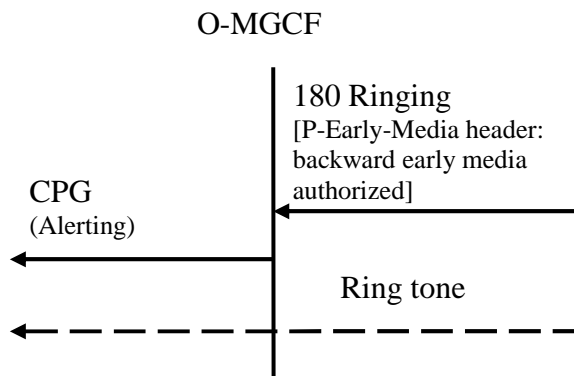 O-MGCF
180 Ringing
[P-Early-Media header:
backward early media
authorized]
CPG
(Alerting)
Ring tone